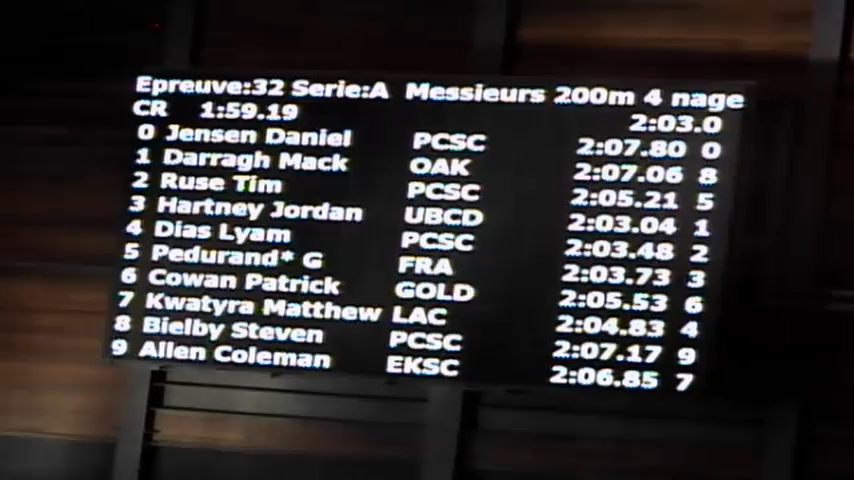 Epreuve:32 Serie:A Messieurs 200m 4 nage
CR 1:59.19 2:03.0
0 Jensen Daniel PCSC 2:07.80 0
1 Darragh Mack OAK 2:07.06 8
2 Ruse Tim PCSC 2:05.21 5
3 Hartney Jordan UBCD 2:03.04 1
4 Dias Lyam PCSC 2:03.48 2
5 Pedurand* G FRA 2:03.73 3
6 Cowan Patrick GOLD 2:05.53 6
7 Kwatyra Matthew LAC 2:04.83 4
8 Bielby Steven PCSC 2:07.17 9
9 Allen Coleman EKSC 2:06.85 7